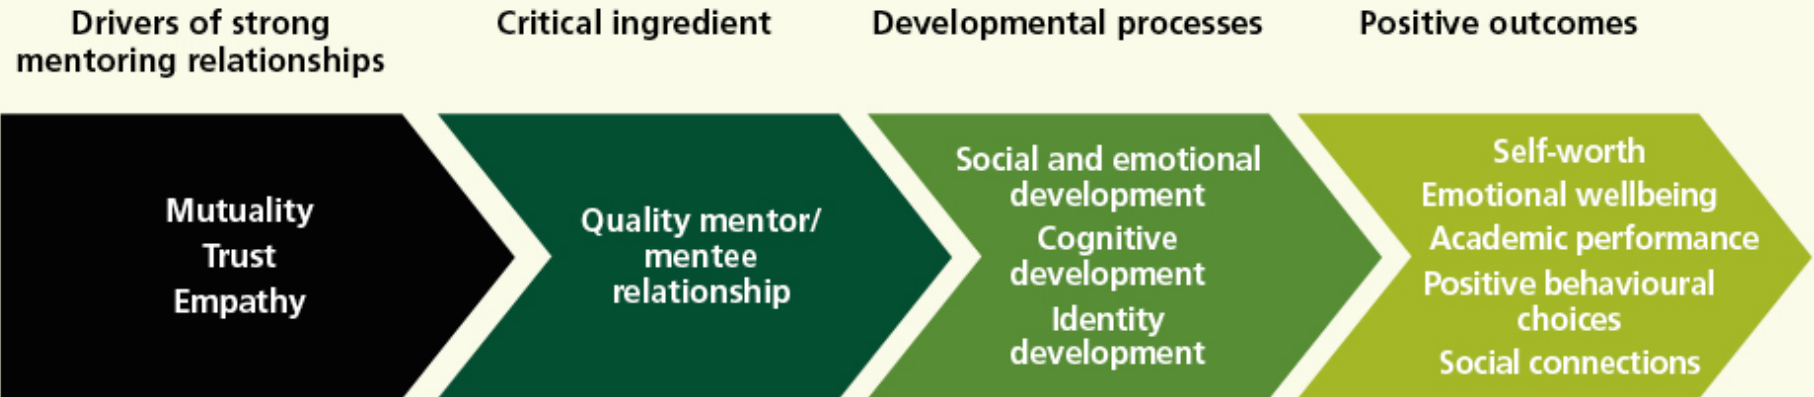 Drivers of strong
mentoring relationships
Critical ingredient
Developmental processes
Positive outcomes
Mutuality
Trust
Empathy
Quality mentor/
mentee
relationship
Social and emotional
development
Cognitive
development
Identity
development
Self-worth
Emotional wellbeing
Academic performance
Positive behavioural
choices
Social connections